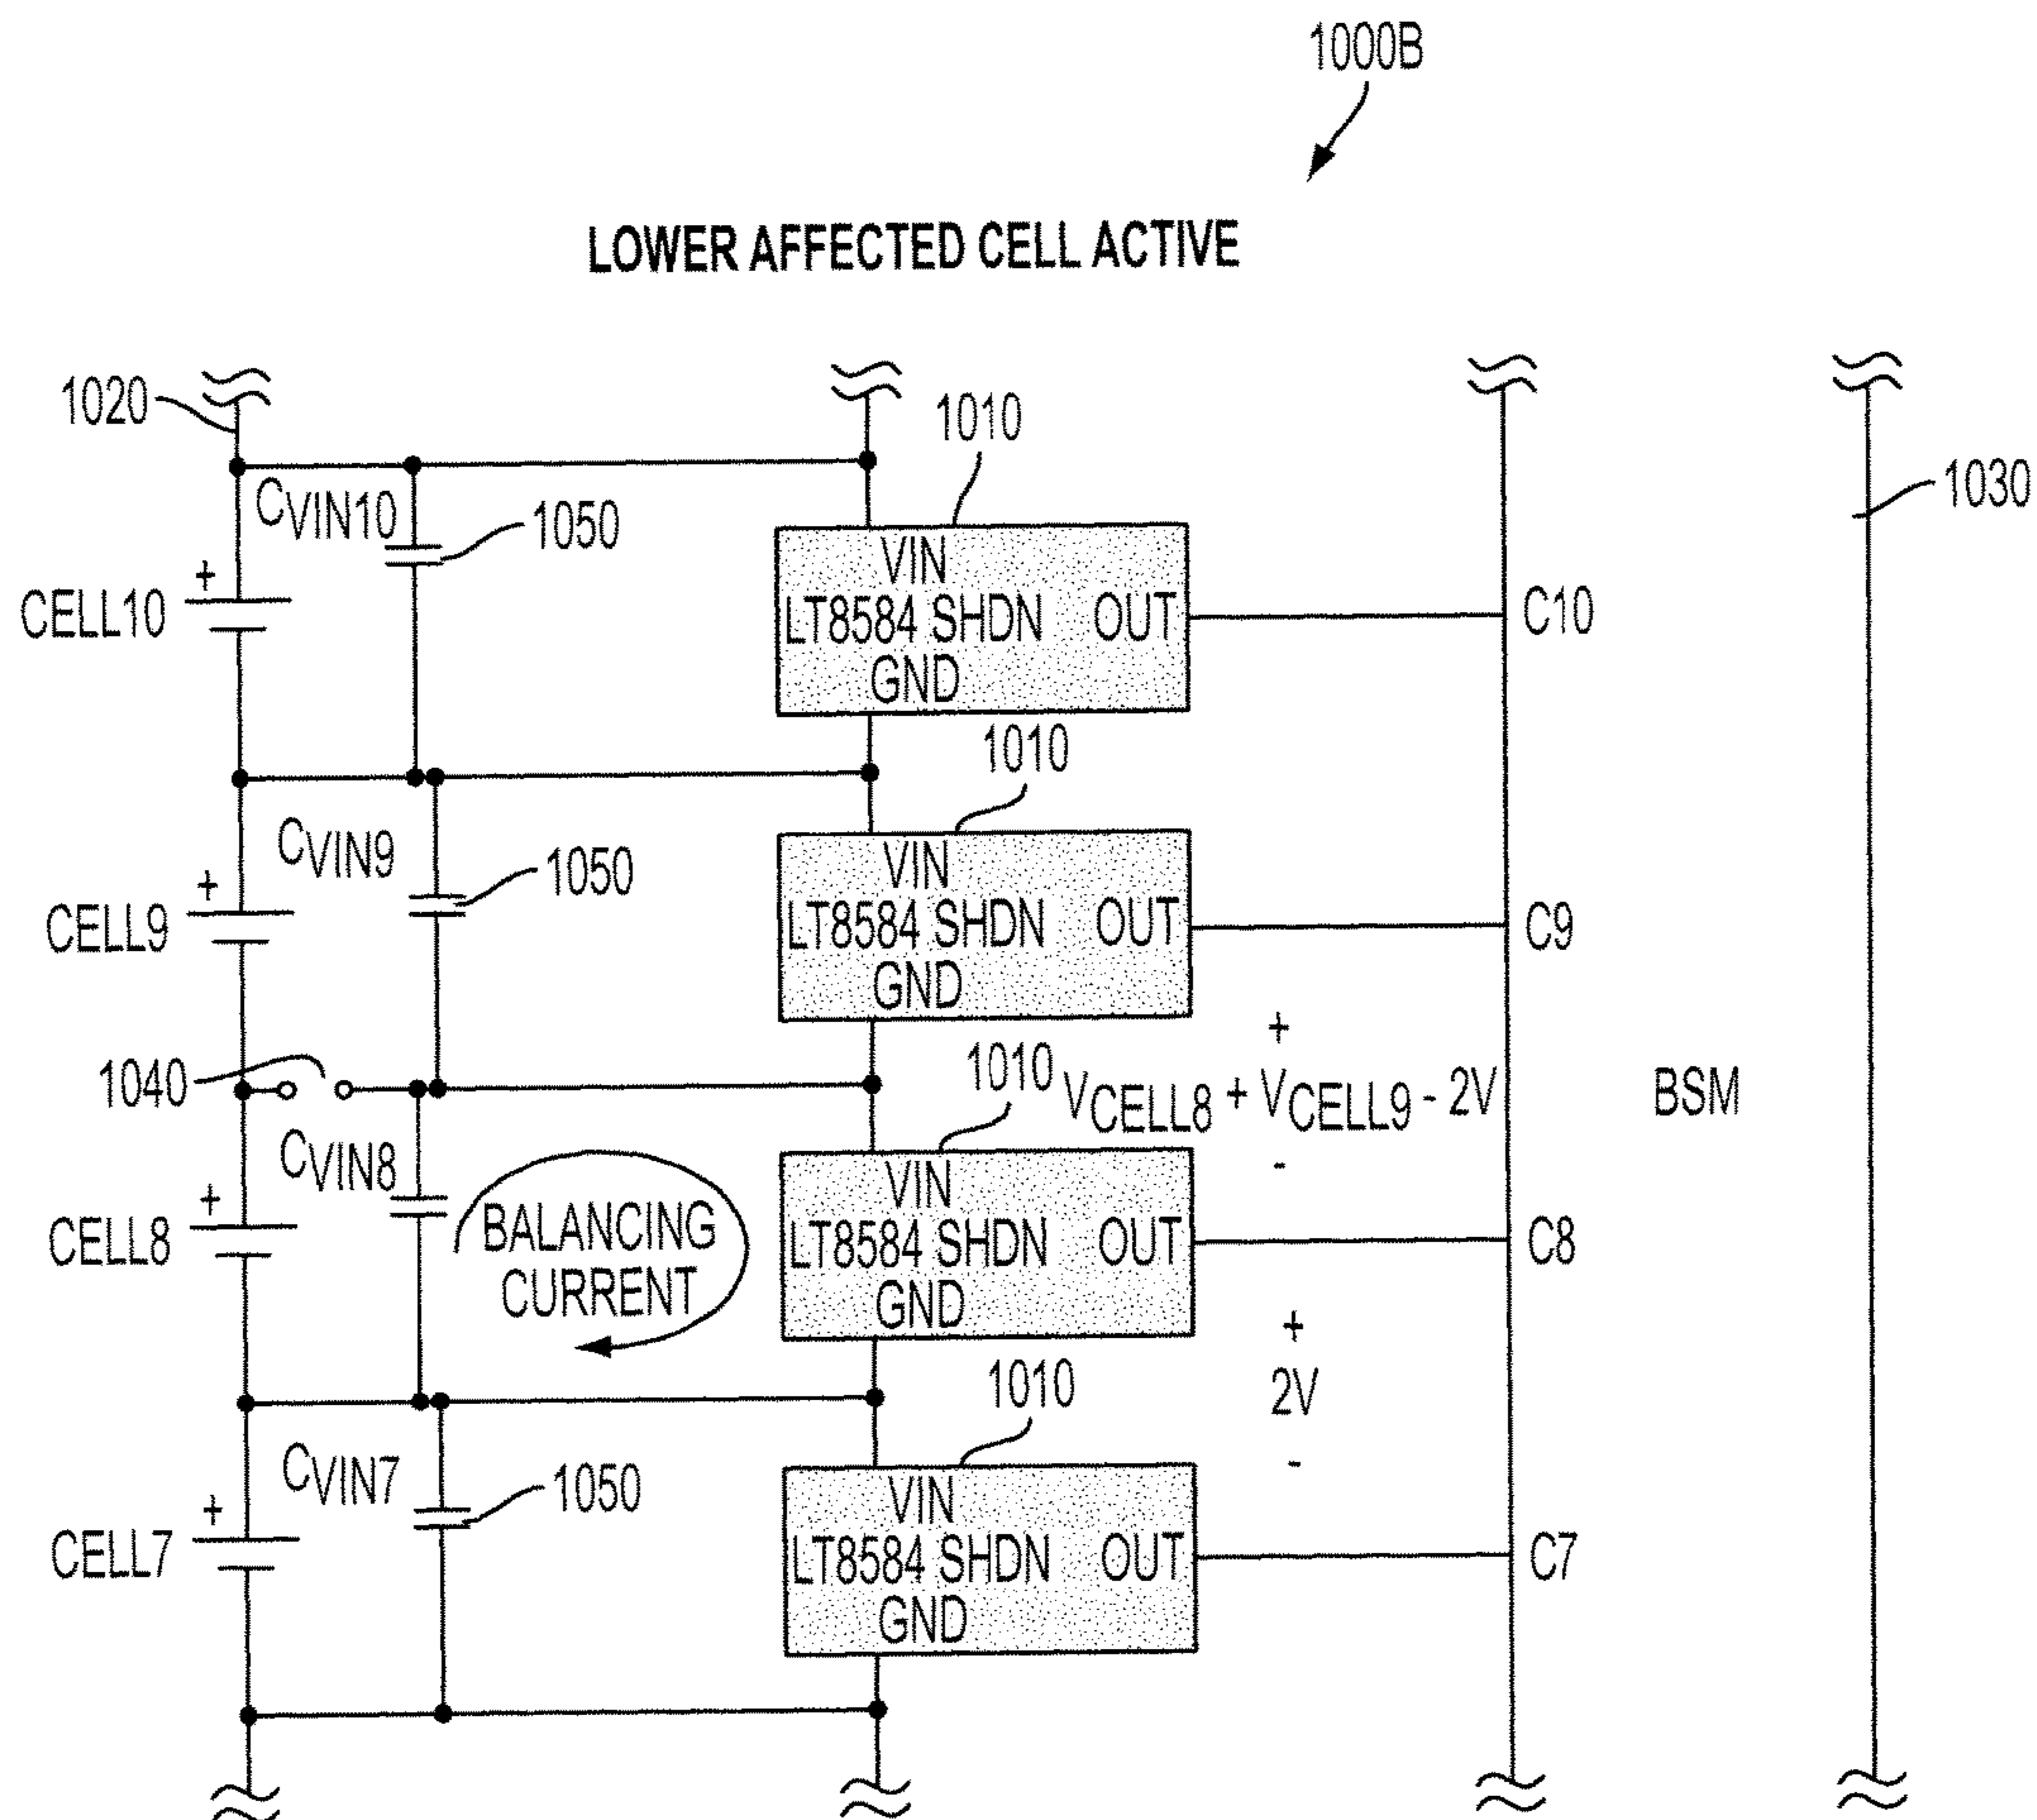 1000B
LOWER AFFECTED CELL ACTIVE
1020
1010
1030
CVIN10
1050
+
CELL10
VIN
LT8584 SHDN OUT
GND
C10
1010
CVIN9
1050
+
CELL9
VIN
LT8584 SHDN OUT
GND
C9
1040
1010
+
VCELL8 + VCELL9 - 2V
-
BSM
CVIN8
+
CELL8
BALANCING
CURRENT
VIN
LT8584 SHDN OUT
GND
C8
1010
+
2V
-
CVIN7
1050
+
CELL7
VIN
LT8584 SHDN OUT
GND
C7